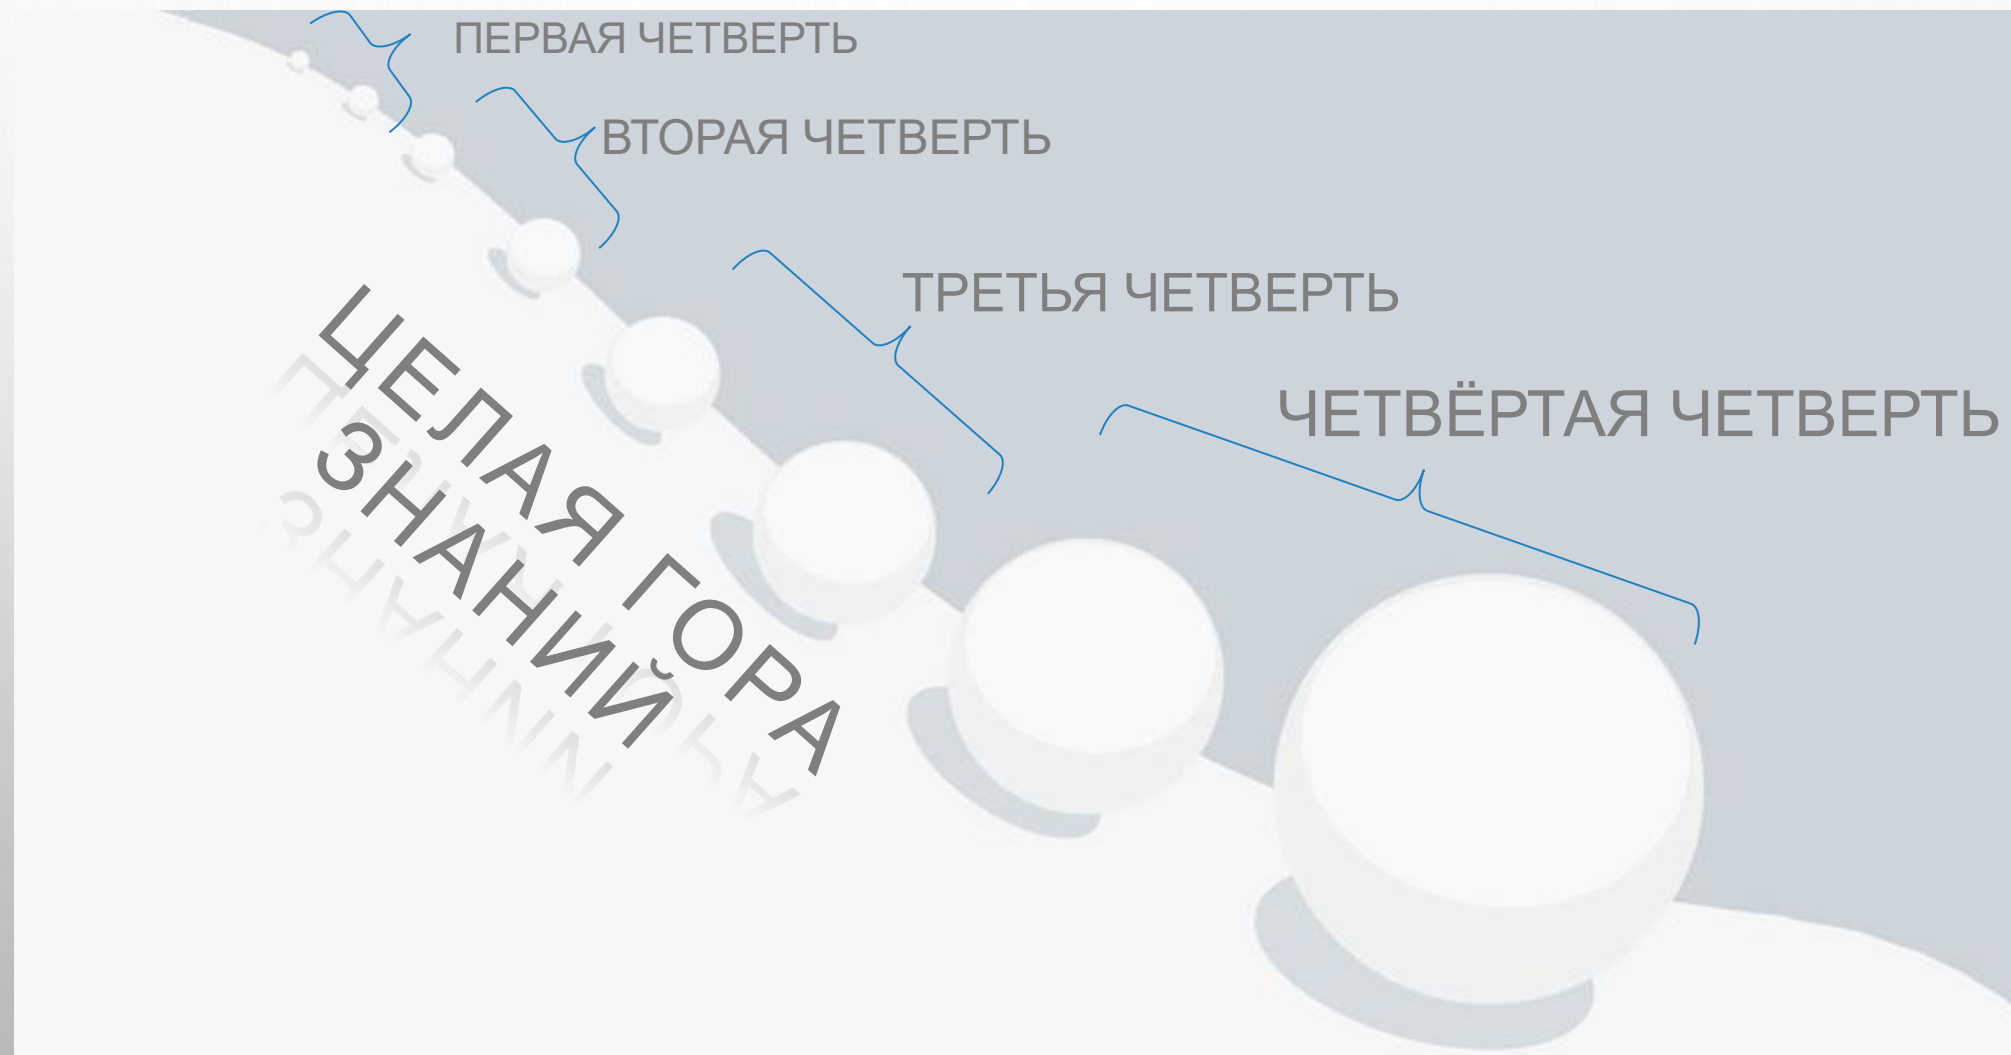 ПЕРВАЯ ЧЕТВЕРТЬ
ВТОРАЯ ЧЕТВЕРТЬ
ТРЕТЬЯ ЧЕТВЕРТЬ
ЧЕТВЁРТАЯ ЧЕТВЕРТЬ
ЦЕЛАЯ ГОРА
ЗНАНИЙ